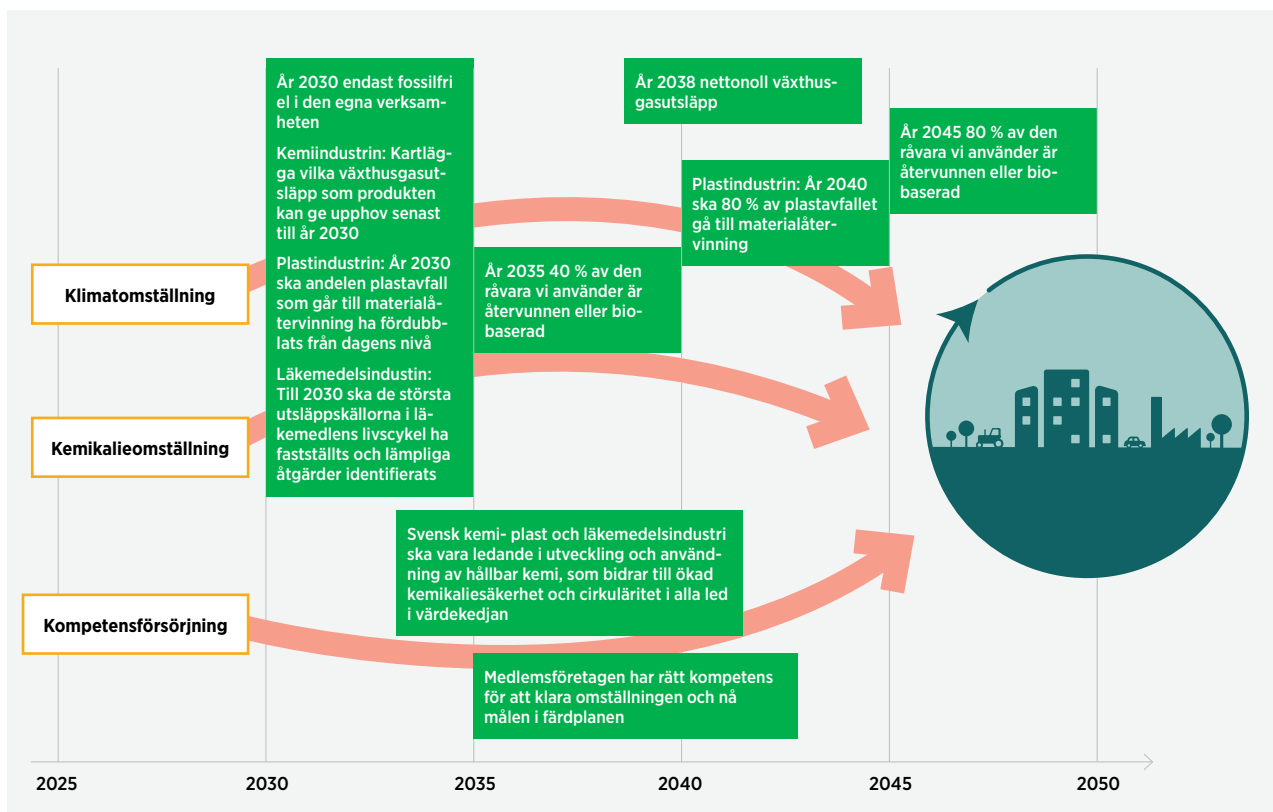 År 2030 endast fossilfri
el i den egna verksam-
heten
Kemiindustrin: Kartläg-
ga vilka växthusgasut-
släpp som produkten
kan ge upphov senast
till år 2030
Plastindustrin: År 2030
ska andelen plastavfall
som går till materialå-
tervinning ha fördubb-
lats från dagens nivå
Läkemedelsindustin:
Till 2030 ska de största
utsläppskällorna i lä-
kemedlens livscykel ha
fastställts och lämpliga
åtgärder identifierats
År 2035 40 % av den
råvara vi använder är
återvunnen eller bio-
baserad
År 2038 nettonoll växthus-
gasutsläpp
Plastindustrin: År 2040
ska 80 % av plastavfallet
gå till materialåter-
vinning
År 2045 80 % av den
råvara vi använder är
återvunnen eller bio-
baserad
Klimatomställning
Kemikalieomställning
Kompetensförsörjning
Svensk kemi- plast och läkemedelsindustri
ska vara ledande i utveckling och använd-
ning av hållbar kemi, som bidrar till ökad
kemikaliesäkerhet och cirkuläritet i alla led
i värdekedjan
Medlemsföretagen har rätt kompetens
för att klara omställningen och nå
målen i färdplanen
2025 2030 2035 2040 2045 2050